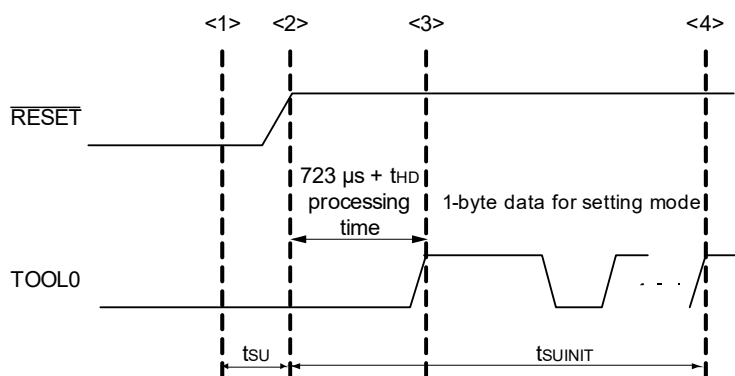 <1> <2> <3> <4>
RESET
723 µs + tHD
processing
time
1-byte data for setting mode
TOOL0
tSU
tSUINIT